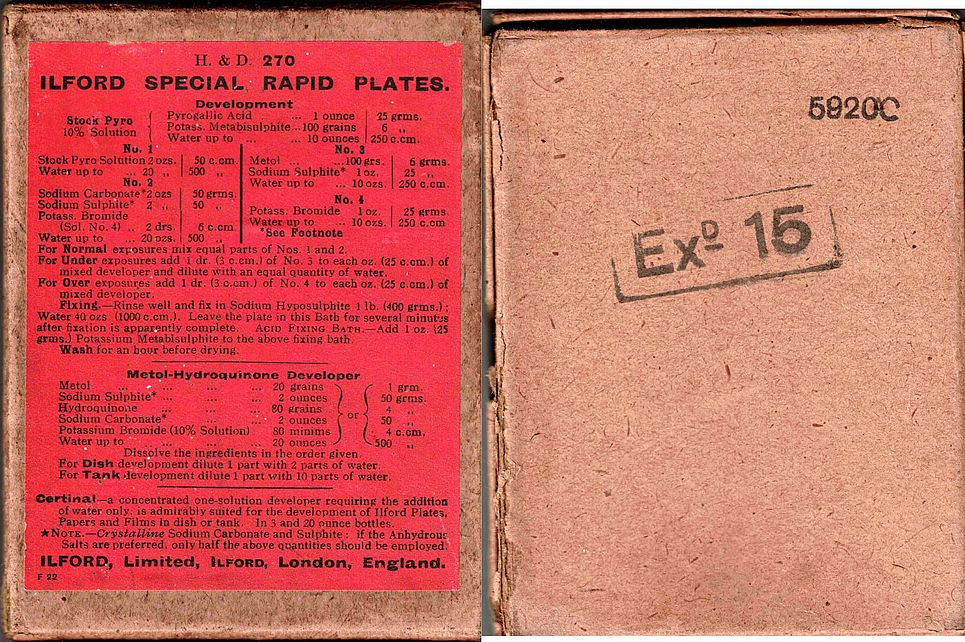 H. & D. 270
ILFORD SPECIAL RAPID PLATES.
Development
Stock Pyro
10% Solution
Pyrogallic Acid ... 1 ounce 25 grms.
Potass. Metabisulphite...100 grains 6 „
Water up to ... ... 10 ounces 250 c.cm.
No. 1
Stock Pyro Solution 2 ozs. 50 c.cm.
Water up to ... 20 „ 500 „
No. 2
Sodium Carbonate* 2 ozs 50 grms.
Sodium Sulphite* 2 „ 50 „
Potass. Bromide
(Sol. No. 4) .. 2 drs. 6 c.cm
Water up to ... 20 ozs. 500 „
No. 3
Metol ... ...100 grs. 6 grms.
Sodium Sulphite* 1 oz. 25 „
Water up to ... 10 ozs. 250 c.cm.
No. 4
Potass. Bromide 1 oz. 25 grms
Water up to ... 10 ozs. 250 c.cm
*See Footnote
For Normal exposures mix equal parts of Nos. 1 and 2.
For Under exposures add 1 dr. (3 c.cm.) of No. 3 to each oz. (25 c.cm.) of
mixed developer and dilute with an equal quantity of water.
For Over exposures add 1 dr. (3 c.cm.) of No. 4 to each oz. (25 c.cm.) of
mixed developer.
Fixing.—Rinse well and fix in Sodium Hyposulphite 1 lb. (400 grms.);
Water 40 ozs (1000 c.cm.). Leave the plate in this Bath for several minutes
after fixation is apparently complete. ACID FIXING BATH.—Add 1 oz. (25
grms.) Potassium Metabisulphite to the above fixing bath.
Wash for an hour before drying.
Metol-Hydroquinone Developer
Metol ... ... ... ... 20 grains 1 grm.
Sodium Sulphite* ... ... ... 2 ounces 50 grms.
Hydroquinone ... ... ... 80 grains or 4 „
Sodium Carbonate* ... ... 2 ounces 50 „
Potassium Bromide (10% Solution) 80 minims 4 c.cm.
Water up to ... ... ... 20 ounces 500 „
Dissolve the ingredients in the order given.
For Dish development dilute 1 part with 2 parts of water.
For Tank development dilute 1 part with 10 parts of water.
Certinal—a concentrated one-solution developer requiring the addition
of water only, is admirably suited for the development of Ilford Plates,
Papers and Films in dish or tank. In 3 and 20 ounce bottles.
★NOTE.—Crystalline Sodium Carbonate and Sulphite: if the Anhydrous
Salts are preferred, only half the above quantities should be employed.
ILFORD, Limited, ILFORD, London, England.
F 22
5920C
ExD 15